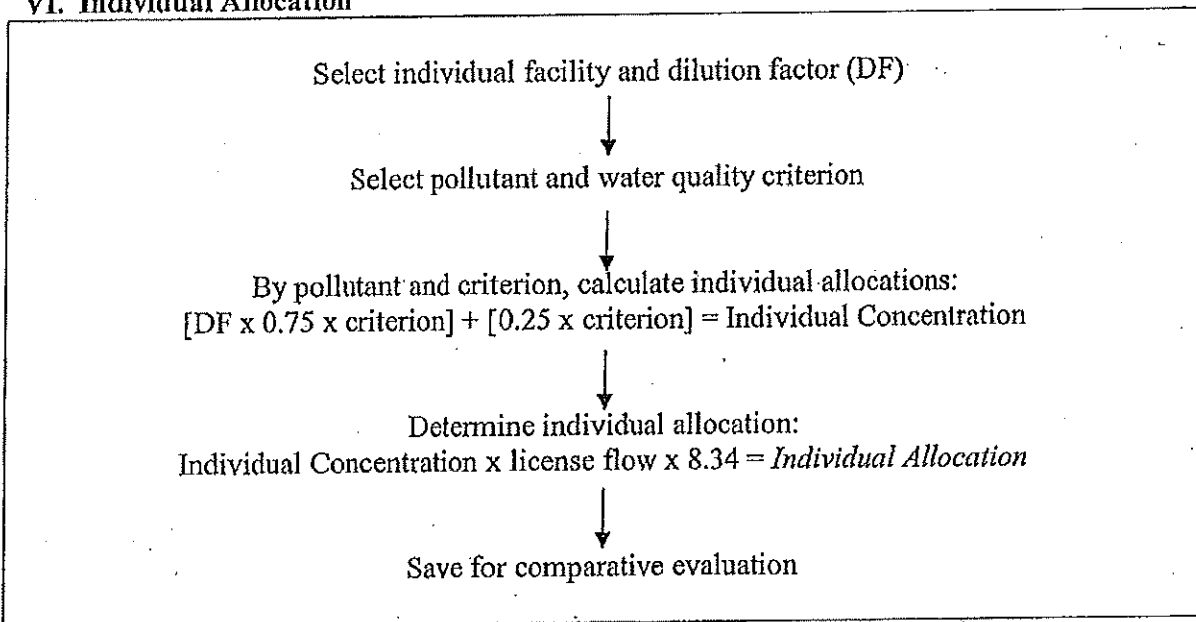 VI. Individual Allocation
Select individual facility and dilution factor (DF)
Select pollutant and water quality criterion
By pollutant and criterion, calculate individual allocations:
[DF x 0.75 x criterion] + [0.25 x criterion] = Individual Concentration
Determine individual allocation:
Individual Concentration x license flow x 8.34 = Individual Allocation
Save for comparative evaluation